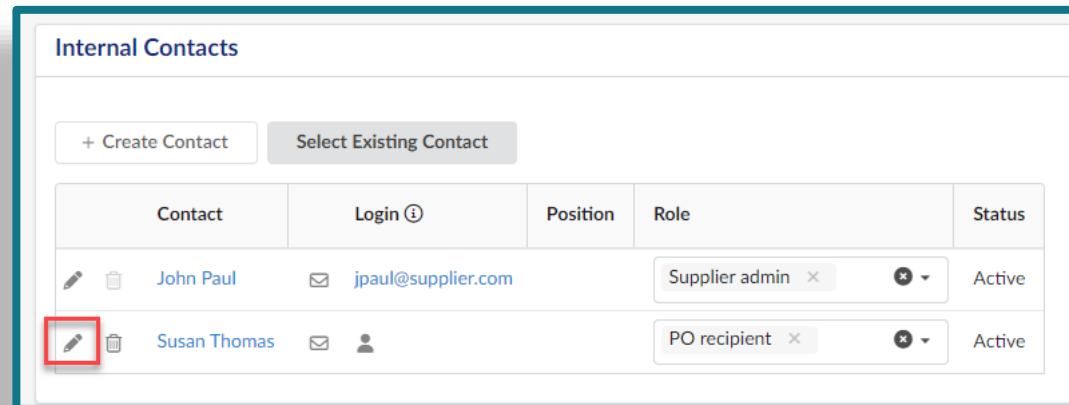 Internal Contacts
+ Create Contact Select Existing Contact
Contact Login Position Role Status
John Paul jpaul@supplier.com Supplier admin × Active
Susan Thomas PO recipient × Active